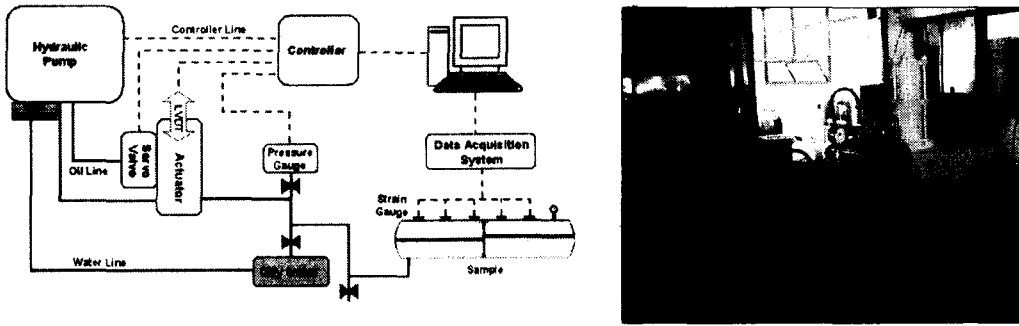 Hydraulic
Pump
Controller Line
Controller
LVDT
Servo
Valve
Actuator
Oil Line
Pressure
Gauge
Data Acquisition
System
Strain
Gauge
Water Line
Sample